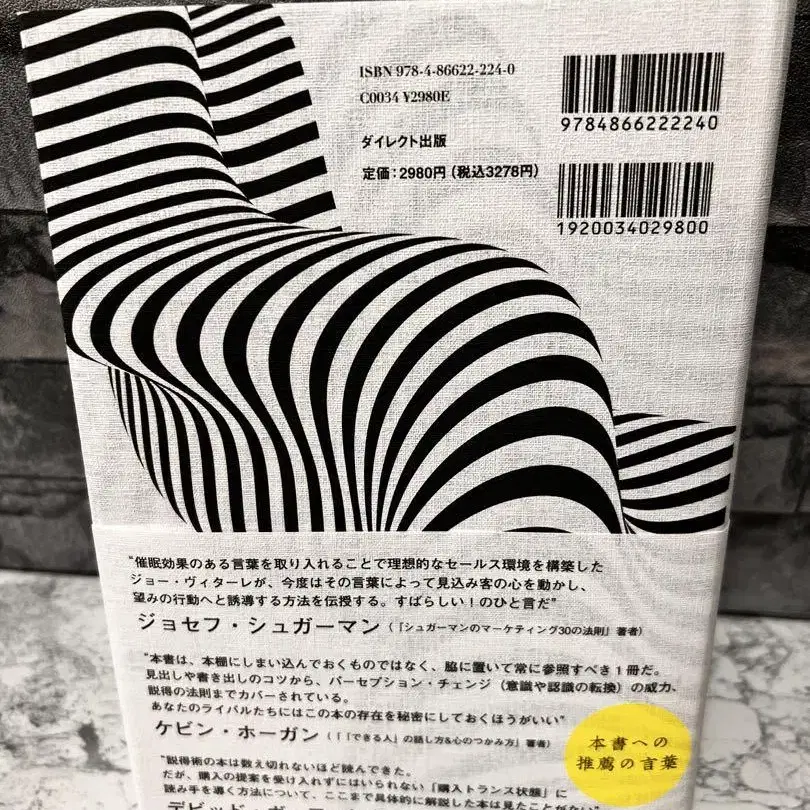 ISBN 978-4-86622-224-0
C0034 ¥2980E
9784866222240
ダイレクト出版
定価：2980円（税込3278円）
1920034029800
“催眠効果のある言葉を取り入れることで理想的なセールス環境を構築した
ジョー・ヴィターレが、今度はその言葉によって見込み客の心を動かし、
望みの行動へと誘導する方法を伝授する。すばらしい！のひと言だ”
ジョセフ・シュガーマン（『シュガーマンのマーケティング30の法則』著者）
“本書は、本棚にしまい込んでおくものではなく、脇に置いて常に参照すべき１冊だ。
見出しや書き出しのコツから、パーセプション・チェンジ（意識や認識の転換）の威力、
説得の法則までカバーされている。
あなたのライバルたちにはこの本の存在を秘密にしておくほうがいい”
ケビン・ホーガン（『「できる人」の話し方&心のつかみ方』著者）
本書への
推薦の言葉
“説得術の本は数え切れないほど読んできた。
だが、購入の提案を受け入れずにはいられない「購入トランス状態」に
読み手を導く方法について、ここまで具体的に解説した本は見たことがない”